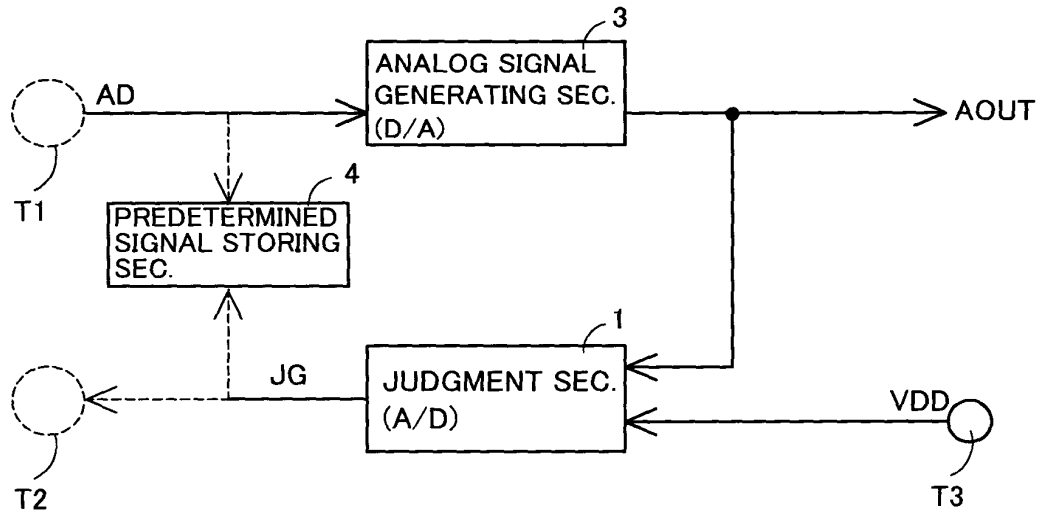 3
ANALOG SIGNAL
GENERATING SEC.
(D/A)
AD
AOUT
T1
4
PREDETERMINED
SIGNAL STORING
SEC.
1
JUDGMENT SEC.
(A/D)
JG
VDD
T2
T3